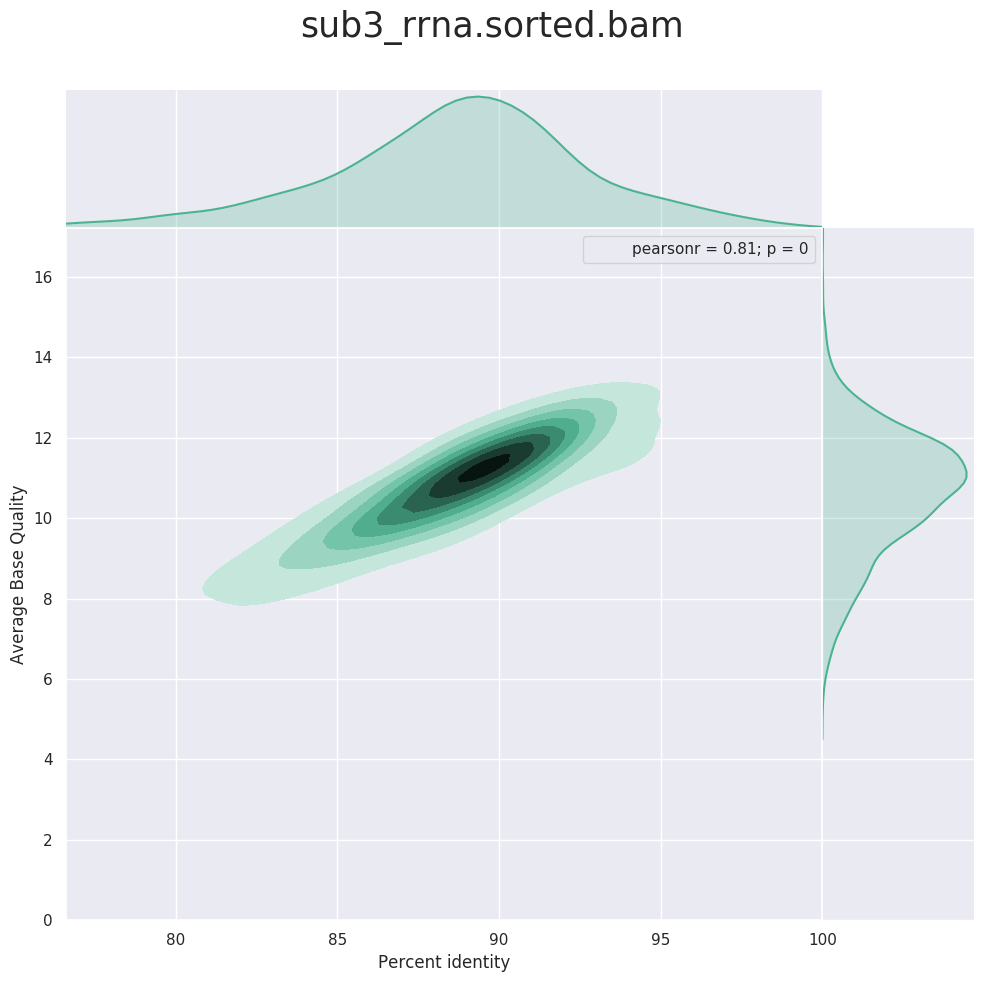 sub3_rrna.sorted.bam
pearsonr = 0.81; p = 0
16
14
12
10
8
6
4
2
0
Average Base Quality
80 85 90 95 100
Percent identity